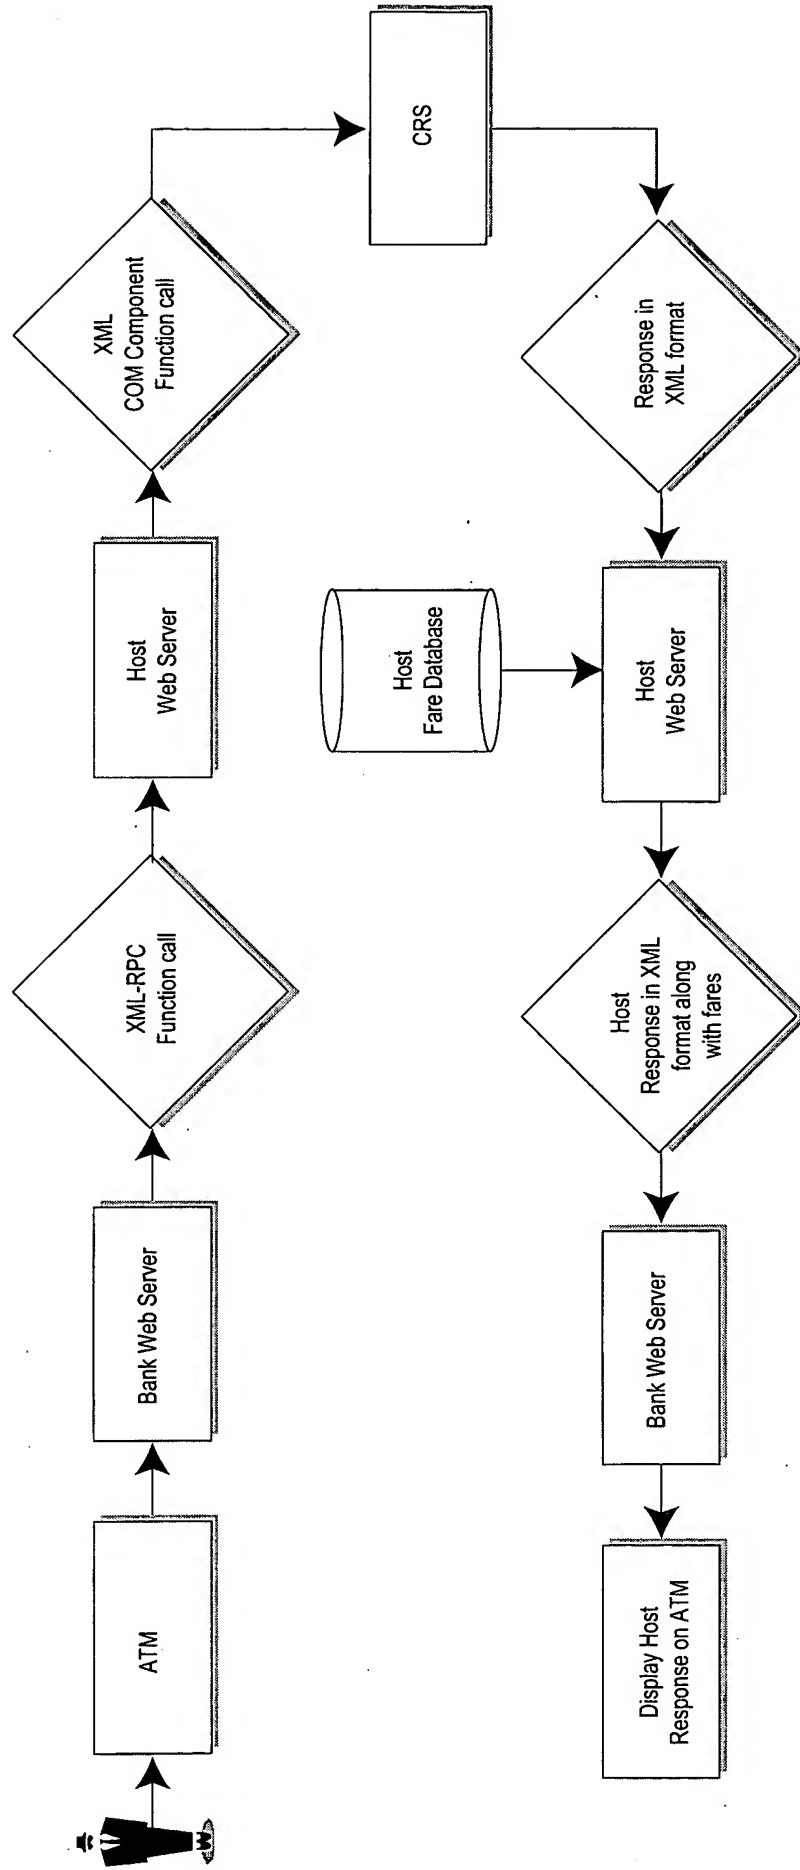 ATM
Bank Web Server
XML-RPC
Function call
Host
Web Server
XML
COM Component
Function call
CRS
Response in
XML format
Host
Fare Database
Host
Web Server
Host
Response in XML
format along
with fares
Bank Web Server
Display Host
Response on ATM